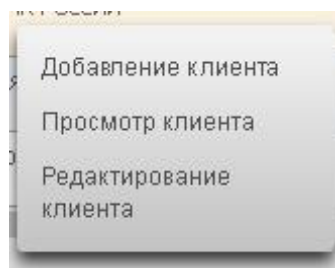 Добавление клиента
Просмотр клиента
Редактирование
клиента